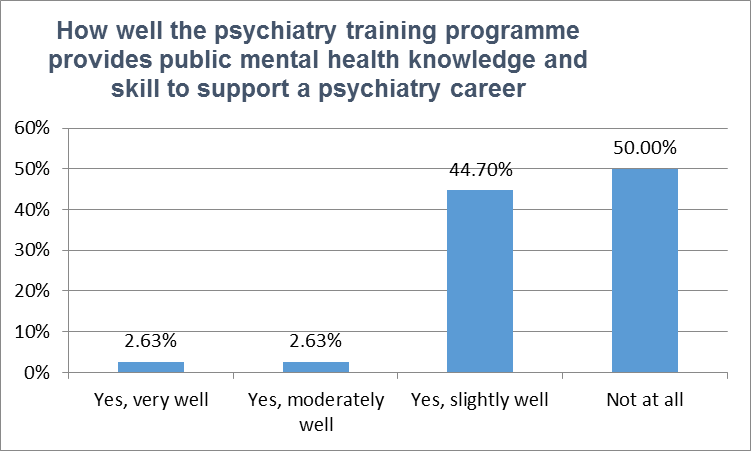 How well the psychiatry training programme
provides public mental health knowledge and
skill to support a psychiatry career
60%
50%
40%
30%
20%
10%
0%
2.63%
2.63%
44.70%
50.00%
Yes, very well
Yes, moderately
well
Yes, slightly well
Not at all